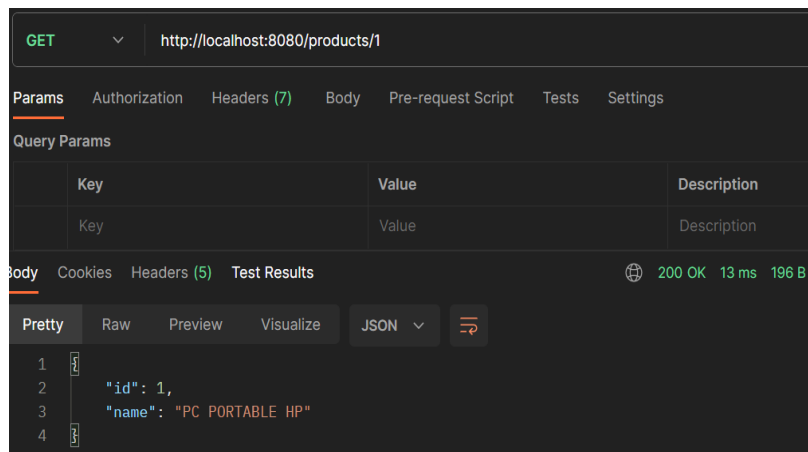 GET http://localhost:8080/products/1
Params Authorization Headers (7) Body Pre-request Script Tests Settings
Query Params
Key Value Description
Key Value Description
Body Cookies Headers (5) Test Results 200 OK 13 ms 196 B
Pretty Raw Preview Visualize JSON
1 {
2 "id": 1,
3 "name": "PC PORTABLE HP"
4 }